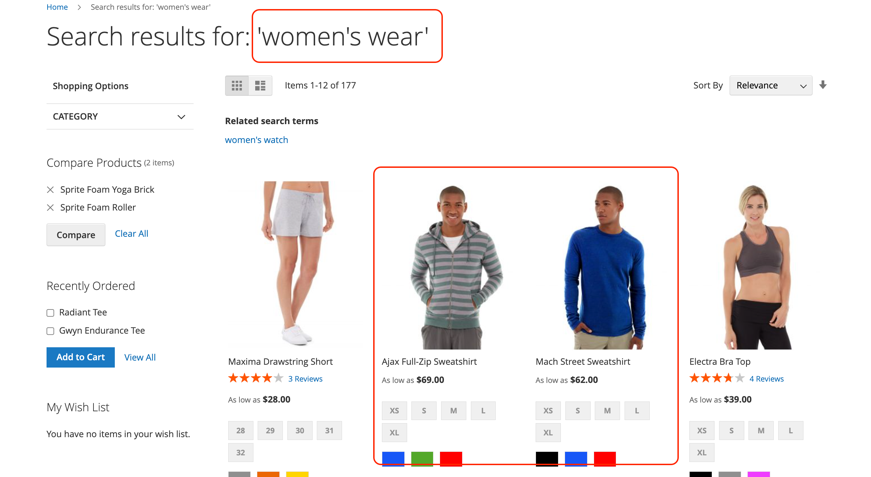 Home > Search results for: 'women's wear'
Search results for: 'women's wear'
Shopping Options
Items 1-12 of 177
Sort By Relevance
CATEGORY
Related search terms
women's watch
Compare Products (2 items)
Sprite Foam Yoga Brick
Sprite Foam Roller
Compare Clear All
Recently Ordered
Radiant Tee
Gwyn Endurance Tee
Add to Cart View All
My Wish List
You have no items in your wish list.
Maxima Drawstring Short
3 Reviews
As low as $28.00
28 29 30 31
32
Ajax Full-Zip Sweatshirt
As low as $69.00
XS S M L
XL
Mach Street Sweatshirt
As low as $62.00
XS S M L
XL
Electra Bra Top
4 Reviews
As low as $39.00
XS S M L
XL